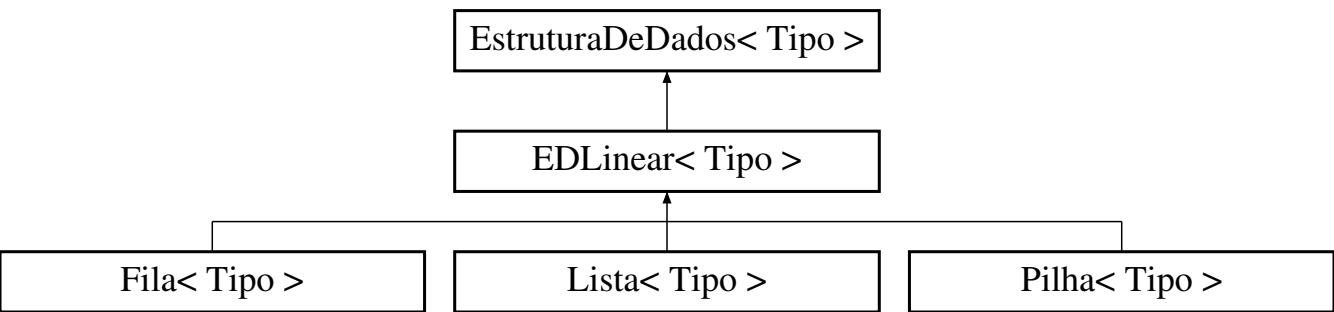 EstruturaDeDados< Tipo >
EDLinear< Tipo >
Fila< Tipo >
Lista< Tipo >
Pilha< Tipo >